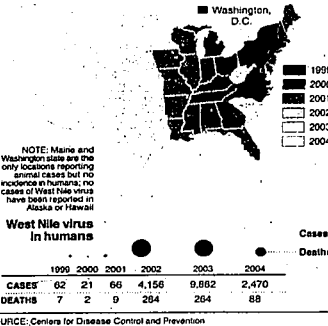 Washington,
D.C.
1999
2000
2001
2002
2003
2004
NOTE: Maine and
Washington state are the
only locations reporting
animal cases but no
incidence in humans; no
cases of West Nile virus
have been reported in
Alaska or Hawaii
West Nile virus
in humans
Cases
Deaths
1999 2000 2001 2002 2003 2004
CASES 62 21 66 4,156 9,862 2,470
DEATHS 7 2 9 284 264 88
URCE: Centers for Disease Control and Prevention